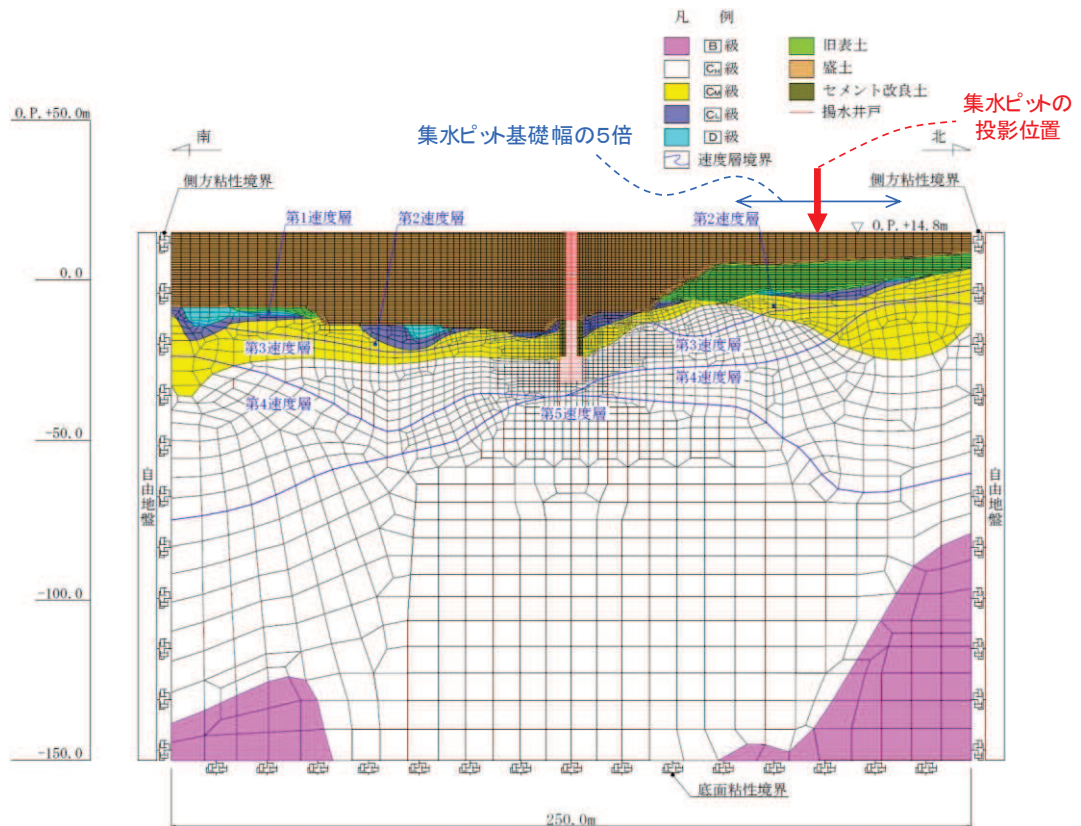 凡 例
B級
CH級
CM級
CL級
D級
速度層境界
旧表土
盛土
セメント改良土
揚水井戸
集水ピットの
投影位置
集水ピット基礎幅の5倍
O.P.+50.0m
南
北
側方粘性境界
側方粘性境界
第1速度層
第2速度層
第2速度層
O.P.+14.8m
0.0
第3速度層
第3速度層
第4速度層
第4速度層
第5速度層
-50.0
自由地盤
自由地盤
-100.0
-150.0
底面粘性境界
250.0m